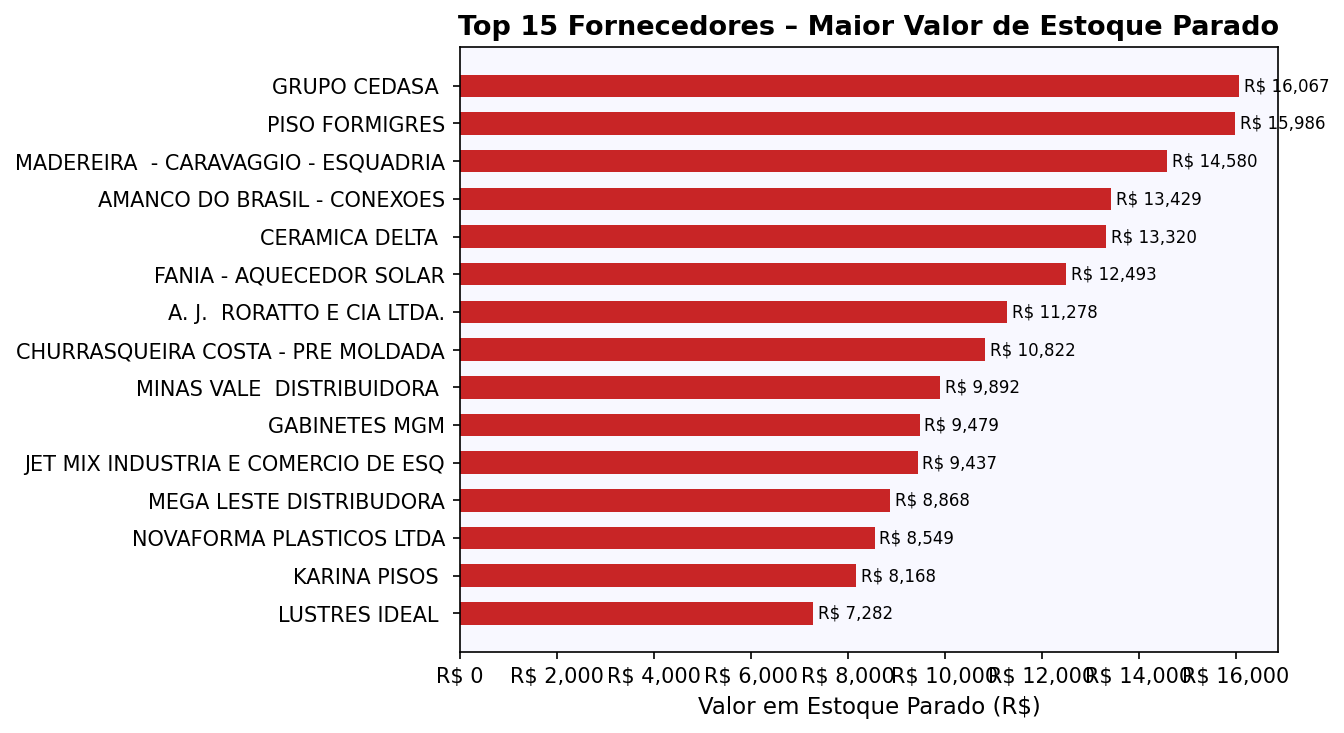 Top 15 Fornecedores – Maior Valor de Estoque Parado
GRUPO CEDASA R$ 16,067
PISO FORMIGRES R$ 15,986
MADEREIRA  - CARAVAGGIO - ESQUADRIA R$ 14,580
AMANCO DO BRASIL - CONEXOES R$ 13,429
CERAMICA DELTA R$ 13,320
FANIA - AQUECEDOR SOLAR R$ 12,493
A. J.  RORATTO E CIA LTDA. R$ 11,278
CHURRASQUEIRA COSTA - PRE MOLDADA R$ 10,822
MINAS VALE  DISTRIBUIDORA R$ 9,892
GABINETES MGM R$ 9,479
JET MIX INDUSTRIA E COMERCIO DE ESQ R$ 9,437
MEGA LESTE DISTRIBUDORA R$ 8,868
NOVAFORMA PLASTICOS LTDA R$ 8,549
KARINA PISOS R$ 8,168
LUSTRES IDEAL R$ 7,282
R$ 0 R$ 2,000 R$ 4,000 R$ 6,000 R$ 8,000 R$ 10,000 R$ 12,000 R$ 14,000 R$ 16,000
Valor em Estoque Parado (R$)